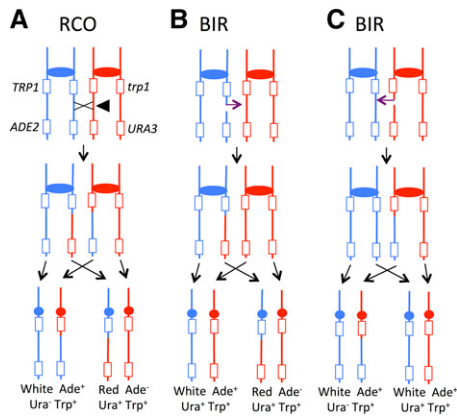 A RCO
B BIR
C BIR
TRP1 trp1
ADE2 URA3
White Ade⁺ Red Ade⁻ White Ade⁺ Red Ade⁻ White Ade⁺ White Ade⁺
Ura⁻ Trp⁺ Ura⁺ Trp⁺ Ura⁺ Trp⁺ Ura⁺ Trp⁺ Ura⁺ Trp⁺ Ura⁺ Trp⁺